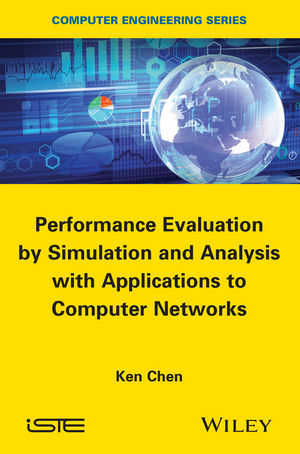 COMPUTER ENGINEERING SERIES
Performance Evaluation
by Simulation and Analysis
with Applications to
Computer Networks
Ken Chen
iSTE
WILEY